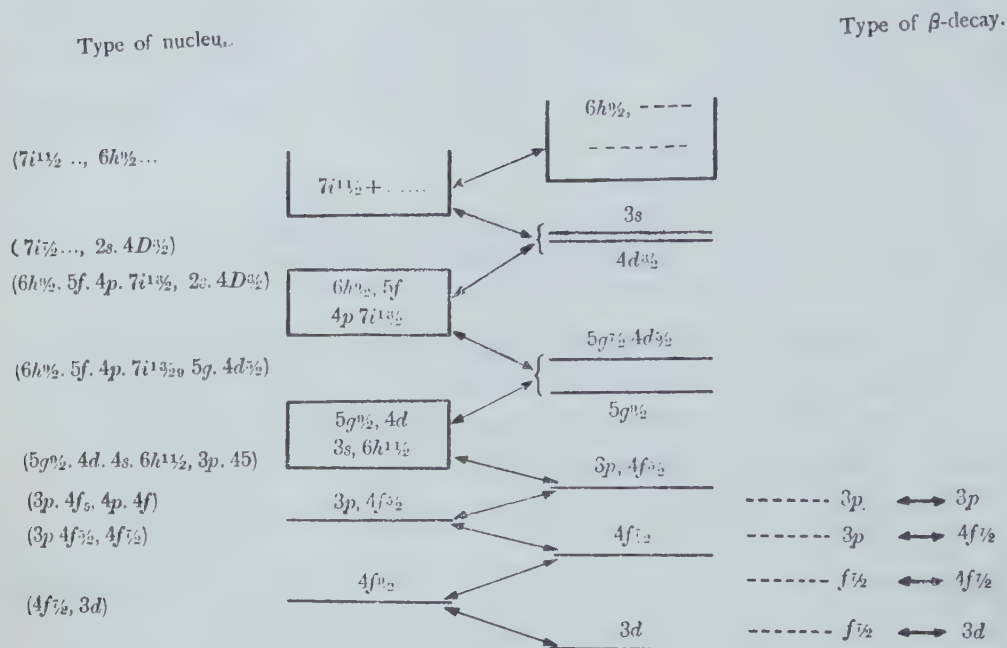 Type of nucleu
Type of β-decay.
6h9/2, -----
(7i11/2 .., 6h9/2...
7i11/2 + ......
3s
(7i7/2..., 2s. 4D3/2)
4d3/2
(6h9/2. 5f. 4p. 7i13/2, 2s. 4D3/2)
6h9/2, 5f
4p 7i13/2
5g7/2 4d5/2
(6h9/2. 5f. 4p. 7i13/2, 5g. 4d5/2)
5g9/2
5g9/2, 4d
3s, 6h11/2
(5g9/2. 4d. 4s. 6h11/2, 3p. 45)
3p, 4f5/2
(3p. 4f5, 4p. 4f)
3p, 4f5/2
3p. ⟷ 3p
(3p 4f5/2, 4f7/2)
4f7/2
3p ⟷ 4f7/2
4f9/2
f7/2 ⟷ 4f7/2
(4f7/2, 3d)
3d
f7/2 ⟷ 3d